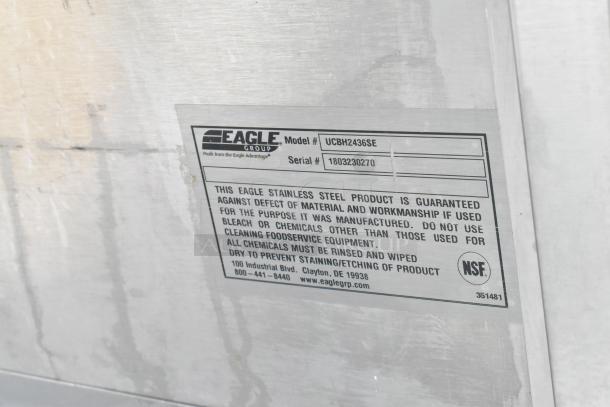 EAGLE GROUP
Profit from the Eagle Advantage®
Model # UCBH2436SE
Serial # 1803230270
THIS EAGLE STAINLESS STEEL PRODUCT IS GUARANTEED
AGAINST DEFECT OF MATERIAL AND WORKMANSHIP IF USED
FOR THE PURPOSE IT WAS MANUFACTURED. DO NOT USE
BLEACH OR CHEMICALS OTHER THAN THOSE USED FOR
CLEANING FOODSERVICE EQUIPMENT.
ALL CHEMICALS MUST BE RINSED AND WIPED
DRY TO PREVENT STAINING/ETCHING OF PRODUCT
100 Industrial Blvd. Clayton, DE 19938
800-441-8440 www.eaglegrp.com
NSF
351481